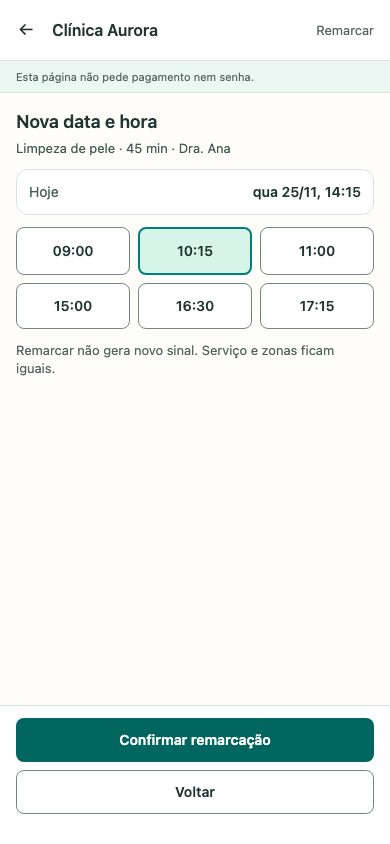 Clínica Aurora
Remarcar
Esta página não pede pagamento nem senha.
Nova data e hora
Limpeza de pele · 45 min · Dra. Ana
Hoje
qua 25/11, 14:15
09:00
10:15
11:00
15:00
16:30
17:15
Remarcar não gera novo sinal. Serviço e zonas ficam
iguais.
Confirmar remarcação
Voltar